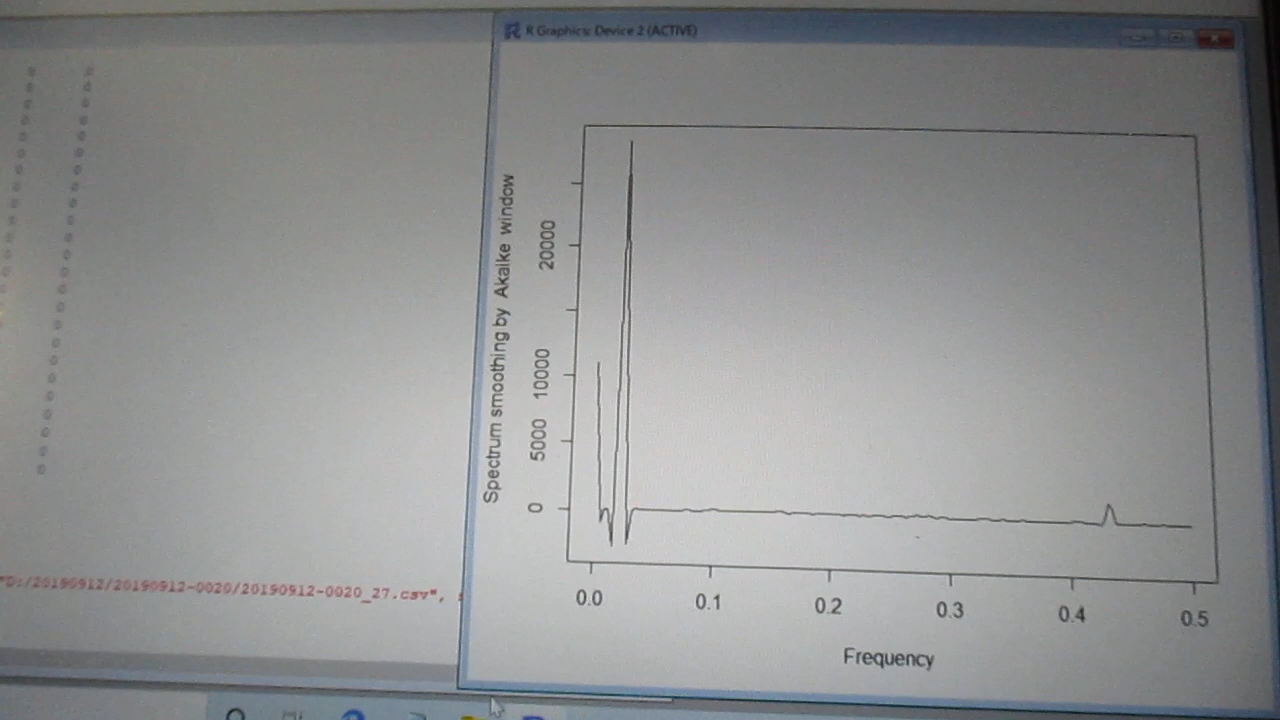 R Graphics: Device 2 (ACTIVE)
Spectrum smoothing by Akaike window
20000
10000
5000
0
0.0 0.1 0.2 0.3 0.4 0.5
Frequency
"D:/20190912/20190912-0020/20190912-0020_27.csv",